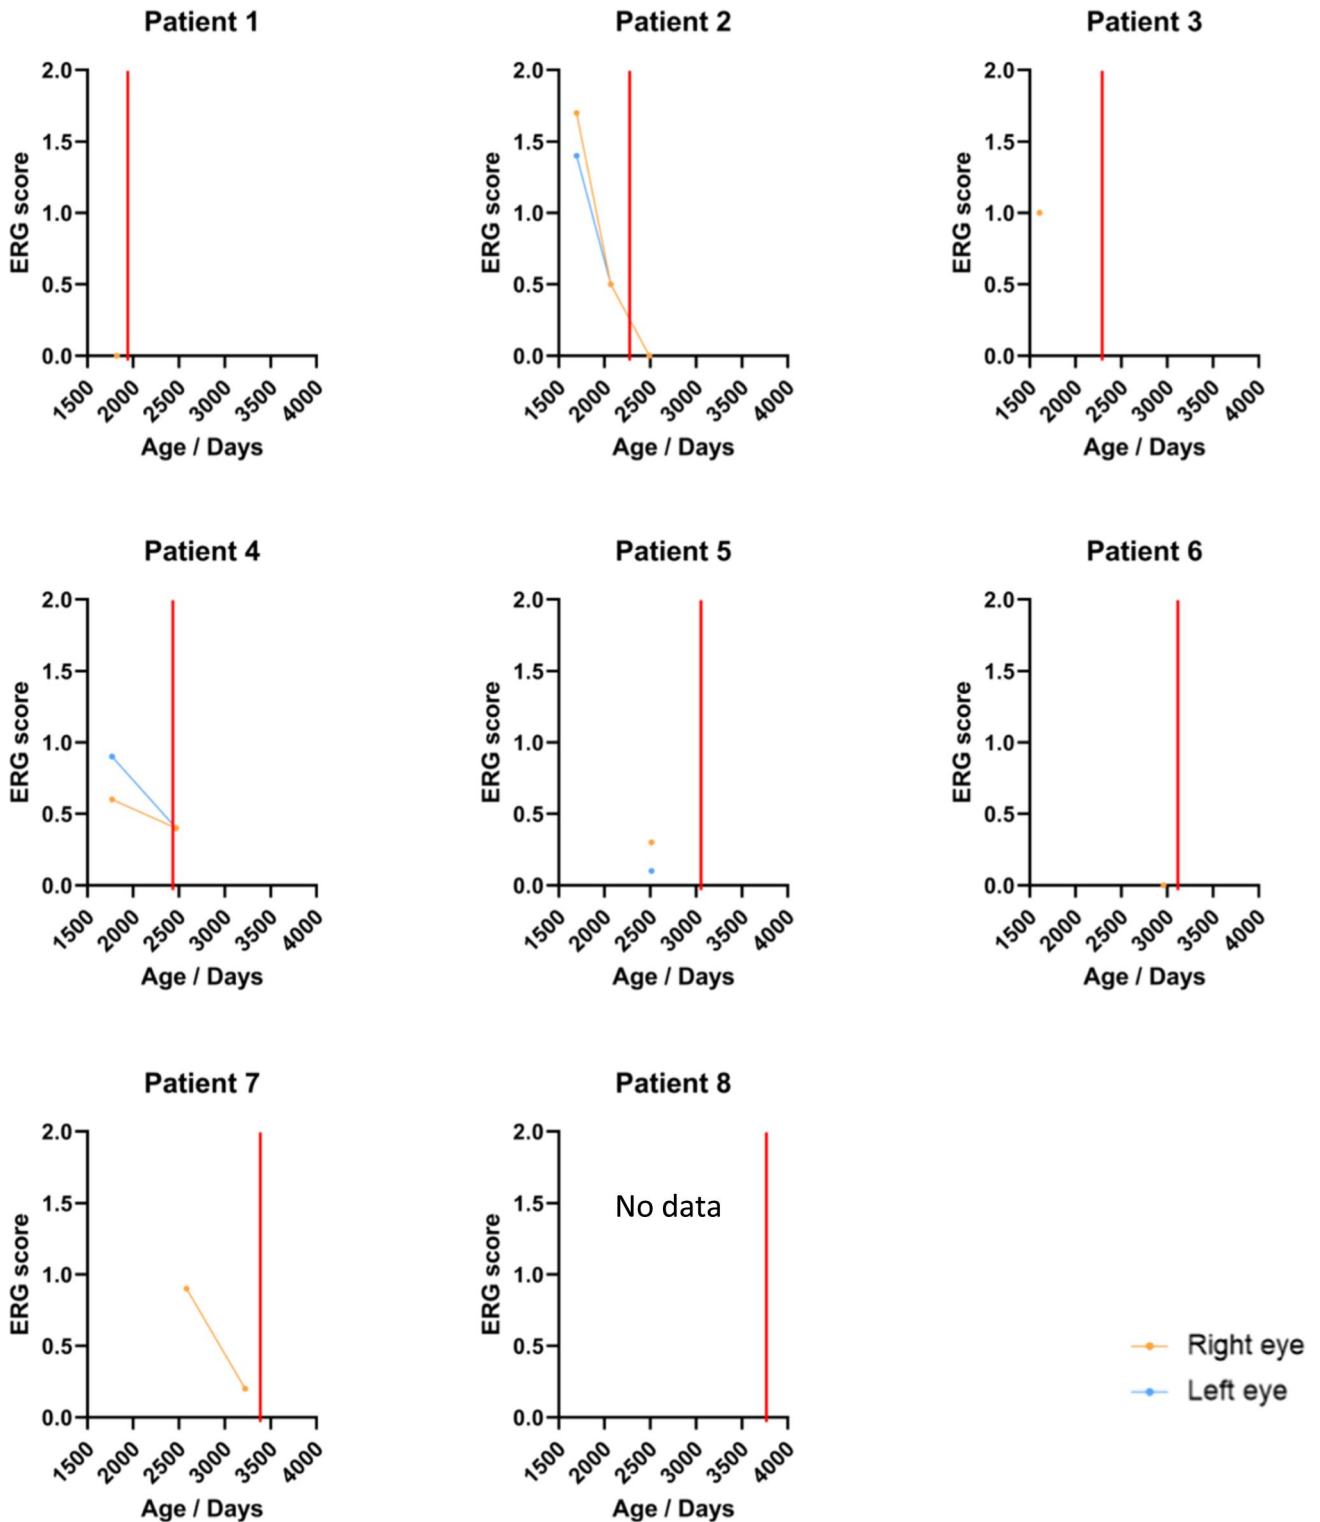 Patient 1
2.0
1.5
1.0
0.5
0.0
ERG score
1500 2000 2500 3000 3500 4000
Age / Days
Patient 2
2.0
1.5
1.0
0.5
0.0
ERG score
1500 2000 2500 3000 3500 4000
Age / Days
Patient 3
2.0
1.5
1.0
0.5
0.0
ERG score
1500 2000 2500 3000 3500 4000
Age / Days
Patient 4
2.0
1.5
1.0
0.5
0.0
ERG score
1500 2000 2500 3000 3500 4000
Age / Days
Patient 5
2.0
1.5
1.0
0.5
0.0
ERG score
1500 2000 2500 3000 3500 4000
Age / Days
Patient 6
2.0
1.5
1.0
0.5
0.0
ERG score
1500 2000 2500 3000 3500 4000
Age / Days
Patient 7
2.0
1.5
1.0
0.5
0.0
ERG score
1500 2000 2500 3000 3500 4000
Age / Days
Patient 8
2.0
1.5
1.0
0.5
0.0
ERG score
No data
1500 2000 2500 3000 3500 4000
Age / Days
Right eye
Left eye